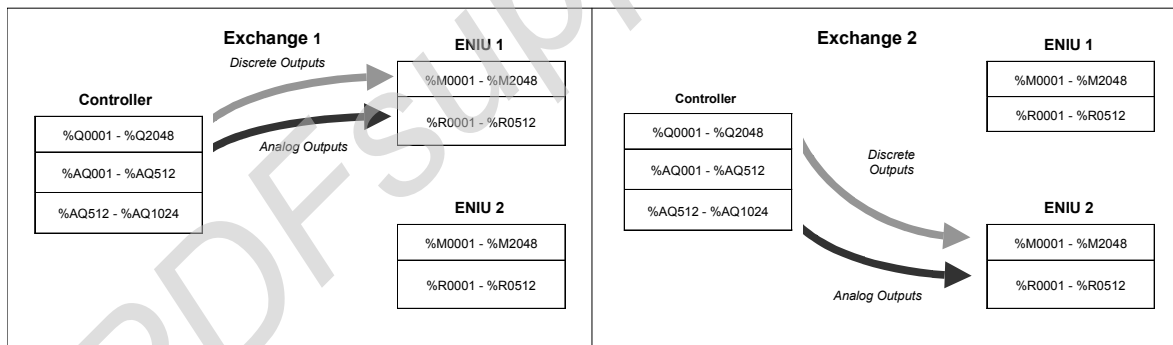 Exchange 1
Discrete Outputs
Analog Outputs
Controller
%Q0001 - %Q2048
%AQ001 - %AQ512
%AQ512 - %AQ1024
ENIU 1
%M0001 - %M2048
%R0001 - %R0512
ENIU 2
%M0001 - %M2048
%R0001 - %R0512
Exchange 2
Controller
%Q0001 - %Q2048
%AQ001 - %AQ512
%AQ512 - %AQ1024
Discrete
Outputs
Analog Outputs
ENIU 1
%M0001 - %M2048
%R0001 - %R0512
ENIU 2
%M0001 - %M2048
%R0001 - %R0512
PDFsupp